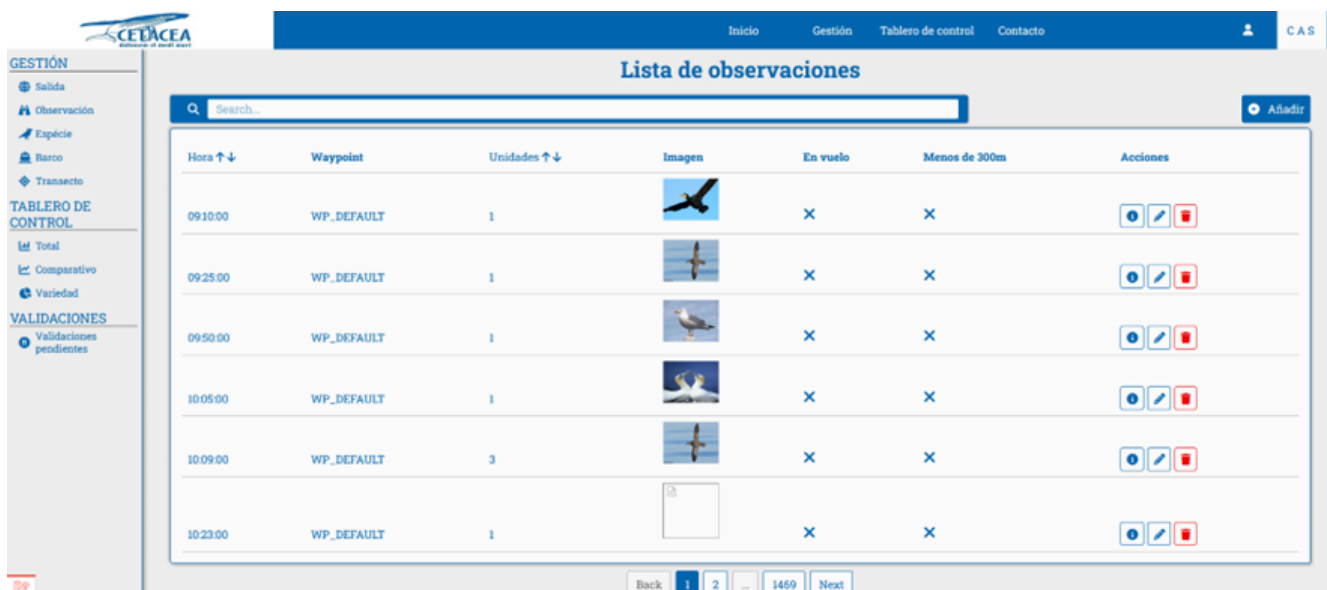 CETÀCEA
Inicio Gestión Tablero de control Contacto CAS
GESTIÓN
Salida
Observación
Espécie
Barco
Transecto
TABLERO DE
CONTROL
Total
Comparativo
Variedad
VALIDACIONES
Validaciones
pendientes
Lista de observaciones
Search...
Añadir
Hora Waypoint Unidades Imagen En vuelo Menos de 300m Acciones
09:10:00 WP_DEFAULT 1
09:25:00 WP_DEFAULT 1
09:50:00 WP_DEFAULT 1
10:05:00 WP_DEFAULT 1
10:09:00 WP_DEFAULT 3
10:23:00 WP_DEFAULT 1
Back 1 2 ... 1469 Next